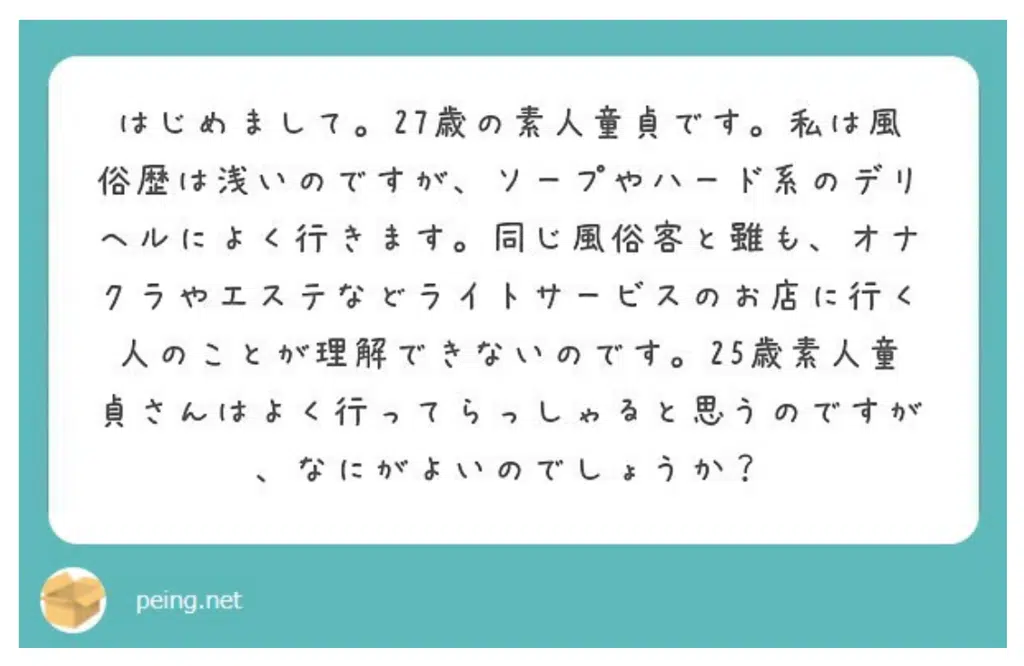 はじめまして。27歳の素人童貞です。私は風
俗歴は浅いのですが、ソープやハード系のデリ
ヘルによく行きます。同じ風俗客と雖も、オナ
クラやエステなどライトサービスのお店に行く
人のことが理解できないのです。25歳素人童
貞さんはよく行ってらっしゃると思うのですが
、なにがよいのでしょうか？
peing.net